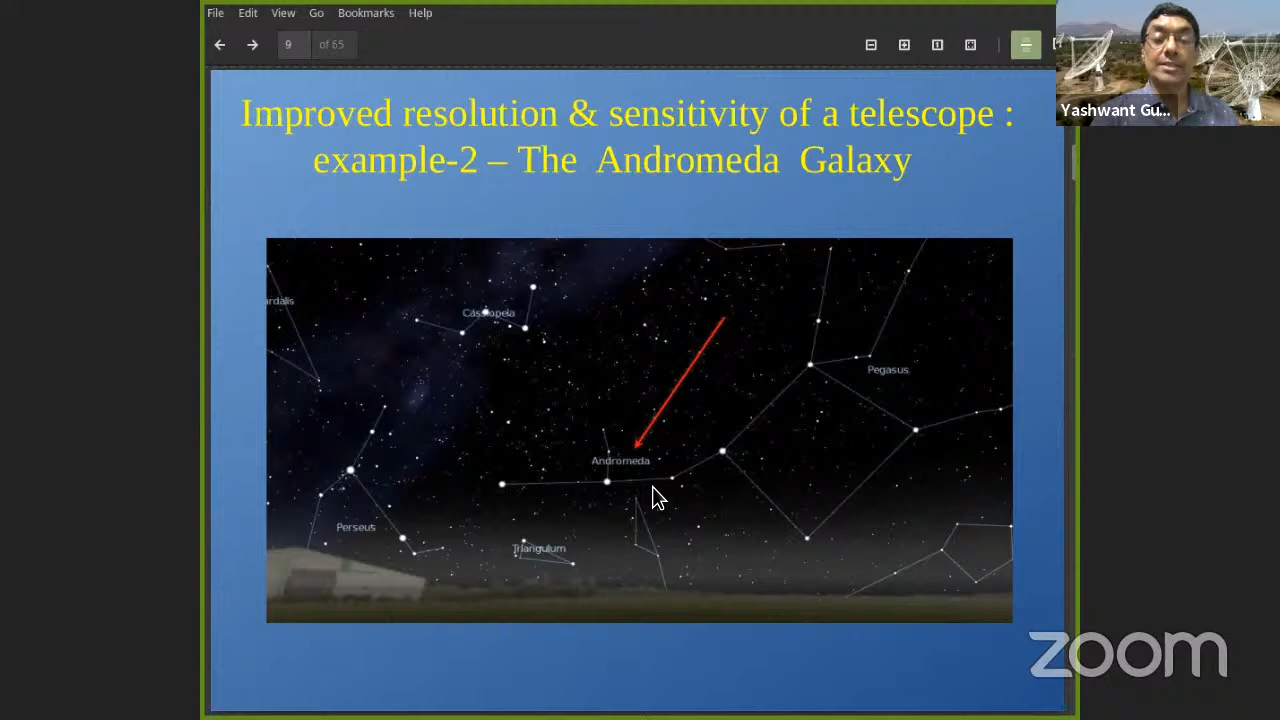 File Edit View Go Bookmarks Help
9 of 65
Yashwant Gu...
Improved resolution & sensitivity of a telescope :
example-2 – The Andromeda Galaxy
rdalis
Cassiopeia
Pegasus
Andromeda
Perseus
Triangulum
zoom